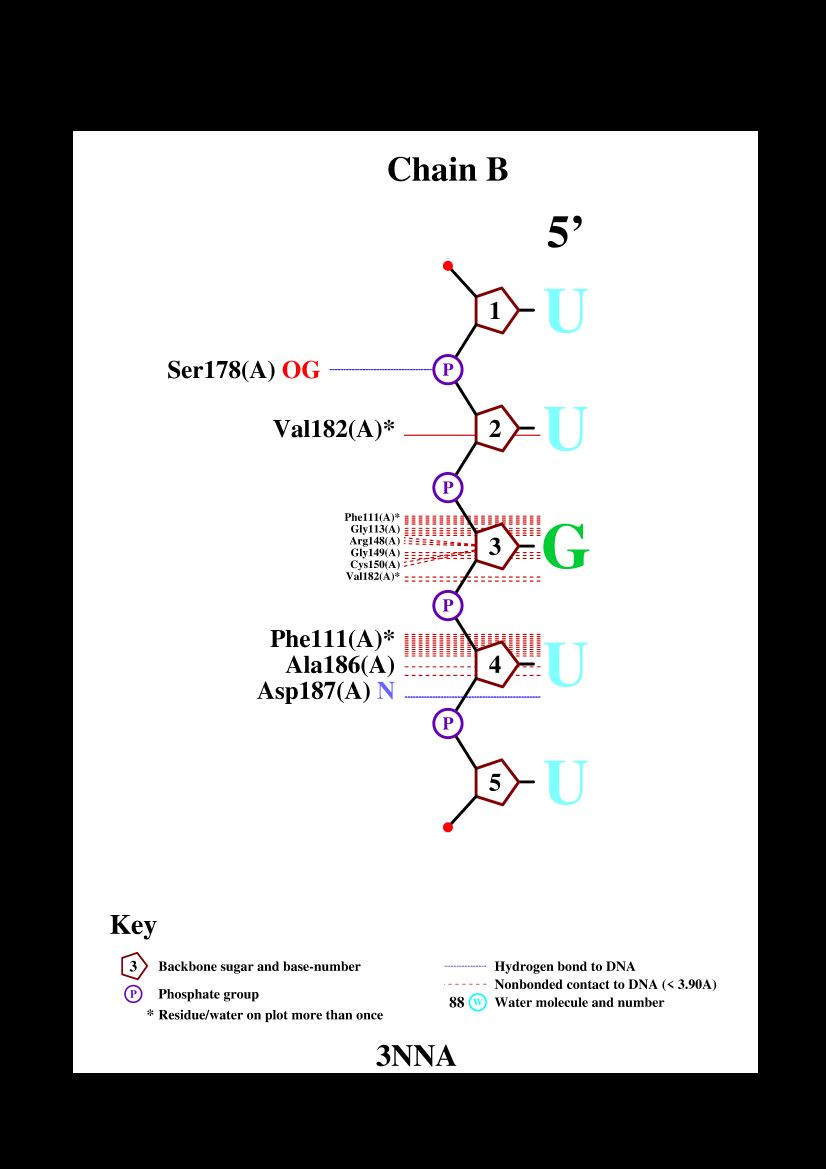 Chain B
5’
1 U
P
Ser178(A) OG
Val182(A)* 2 U
P
Phe111(A)*
Gly113(A)
Arg148(A)
3 G
Gly149(A)
Cys150(A)
Val182(A)*
P
Phe111(A)*
Ala186(A) 4 U
Asp187(A) N
P
5 U
Key
3 Backbone sugar and base-number
P Phosphate group
* Residue/water on plot more than once
Hydrogen bond to DNA
Nonbonded contact to DNA (< 3.90A)
88 W Water molecule and number
3NNA